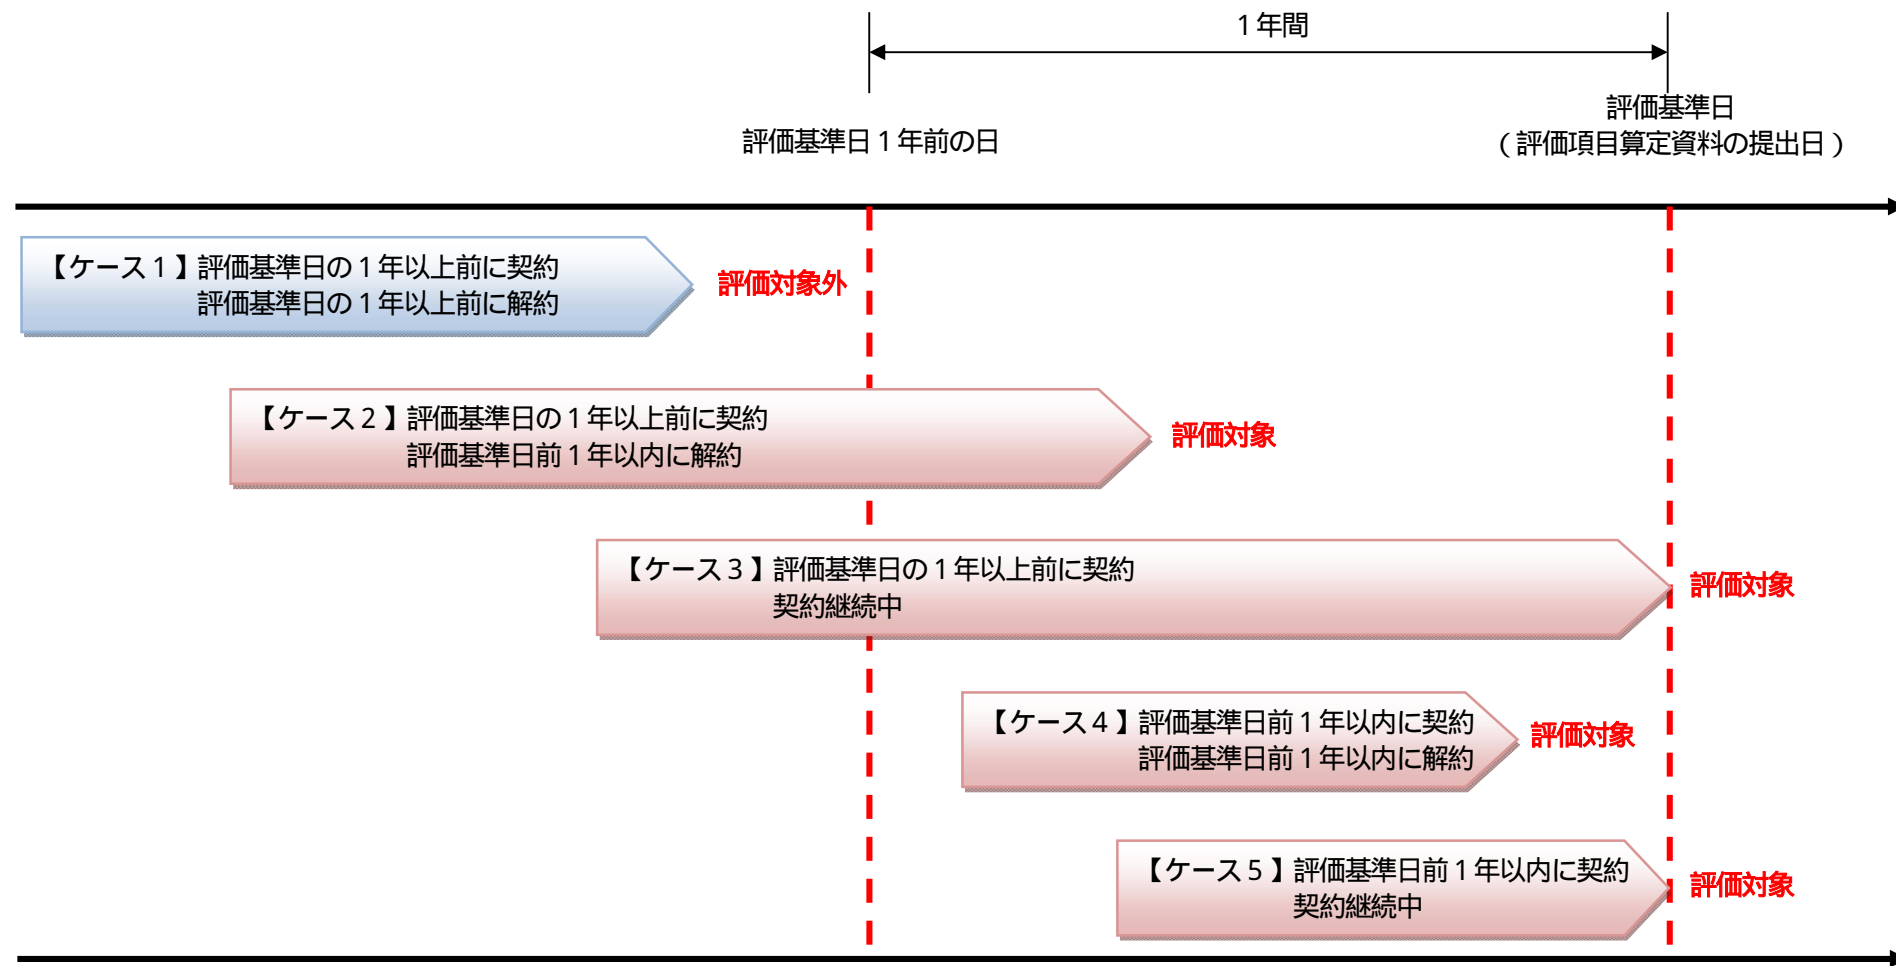 1年間
評価基準日
評価基準日1年前の日
（評価項目算定資料の提出日）
【ケース1】評価基準日の1年以上前に契約
評価基準日の1年以上前に解約
評価対象外
【ケース2】評価基準日の1年以上前に契約
評価基準日前1年以内に解約
評価対象
【ケース3】評価基準日の1年以上前に契約
契約継続中
評価対象
【ケース4】評価基準日前1年以内に契約
評価基準日前1年以内に解約
評価対象
【ケース5】評価基準日前1年以内に契約
契約継続中
評価対象